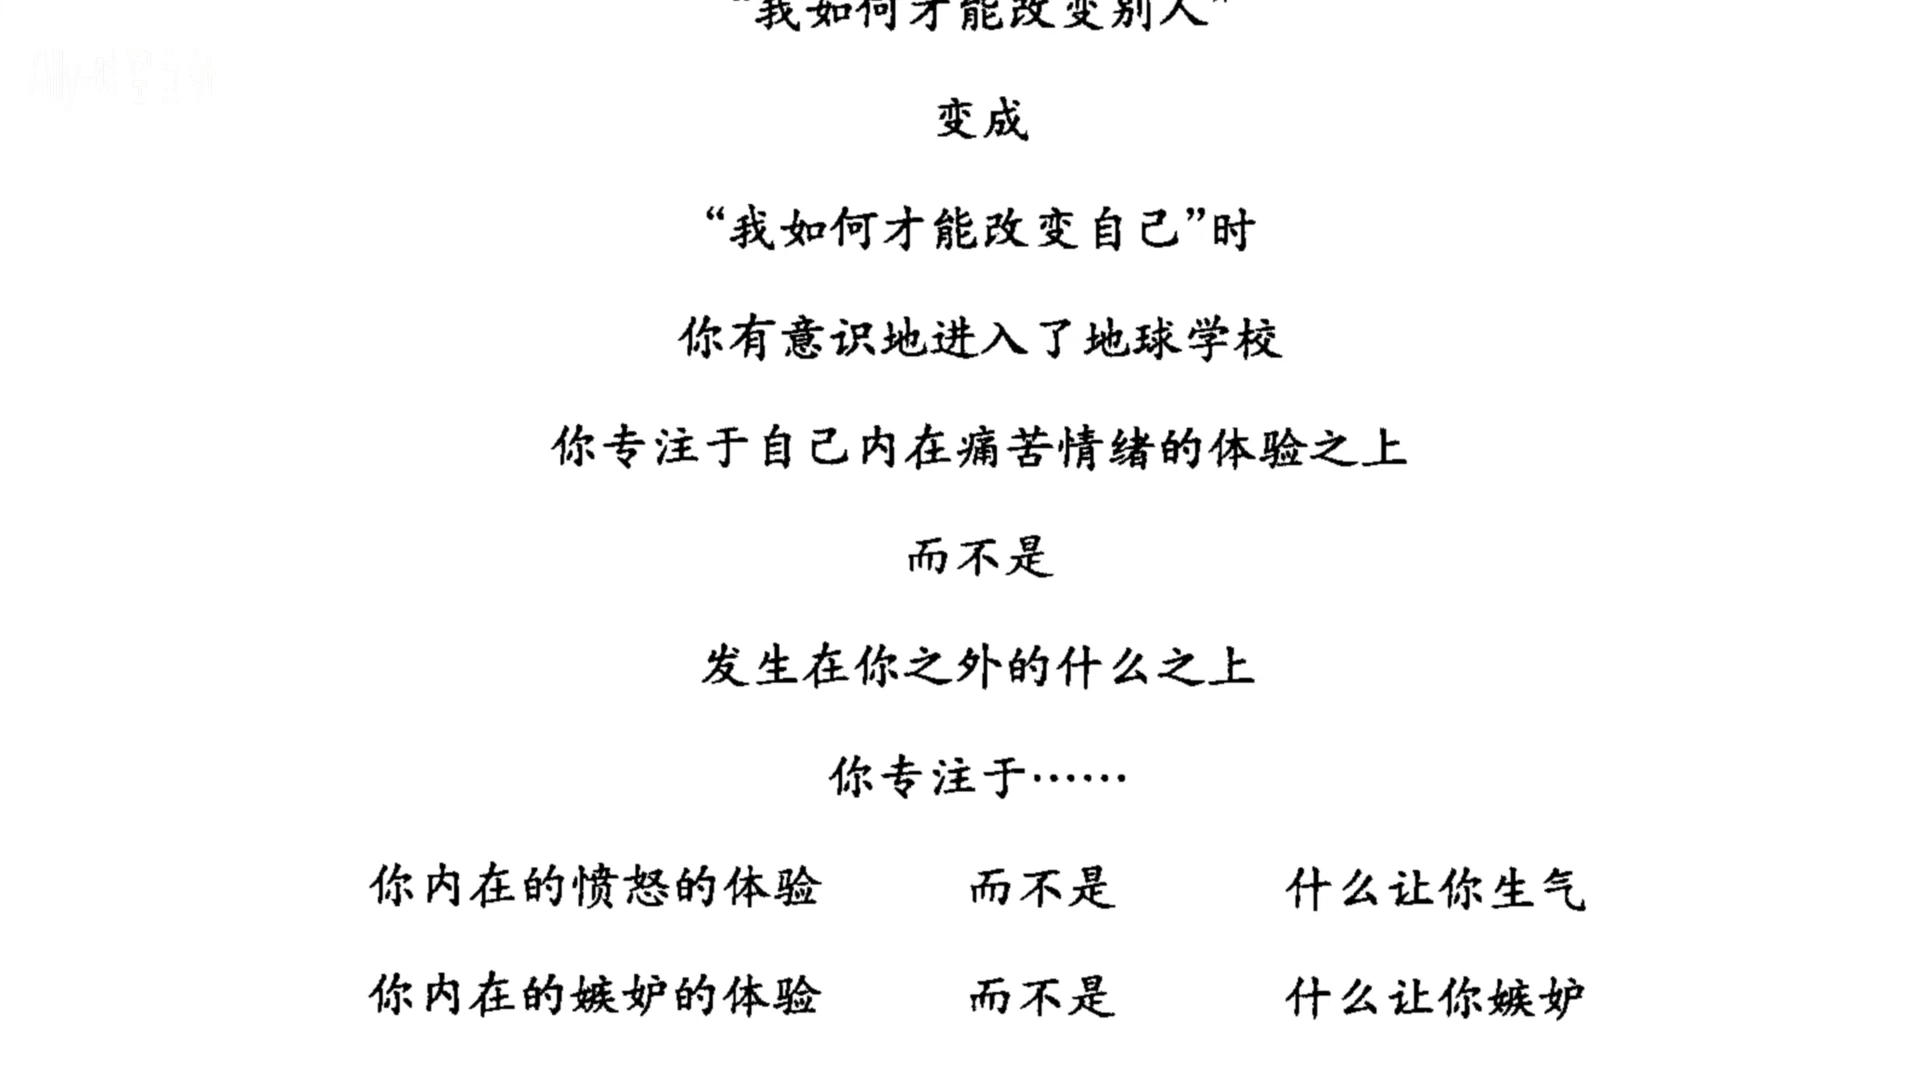 “我如何才能改变别人”
变成
“我如何才能改变自己”时
你有意识地进入了地球学校
你专注于自己内在痛苦情绪的体验之上
而不是
发生在你之外的什么之上
你专注于……
你内在的愤怒的体验 而不是 什么让你生气
你内在的嫉妒的体验 而不是 什么让你嫉妒